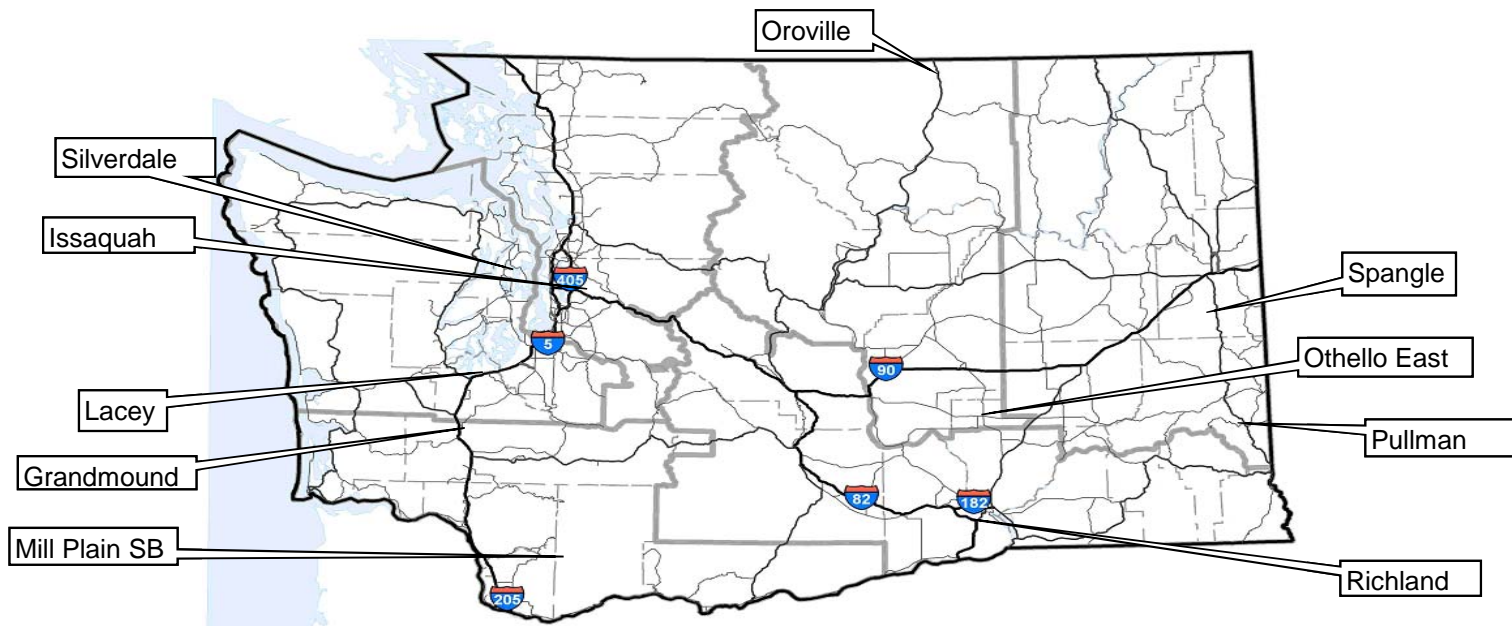 Oroville
Silverdale
Issaquah
405
Spangle
5
90
Othello East
Lacey
Pullman
Grandmound
82
182
Mill Plain SB
Richland
205